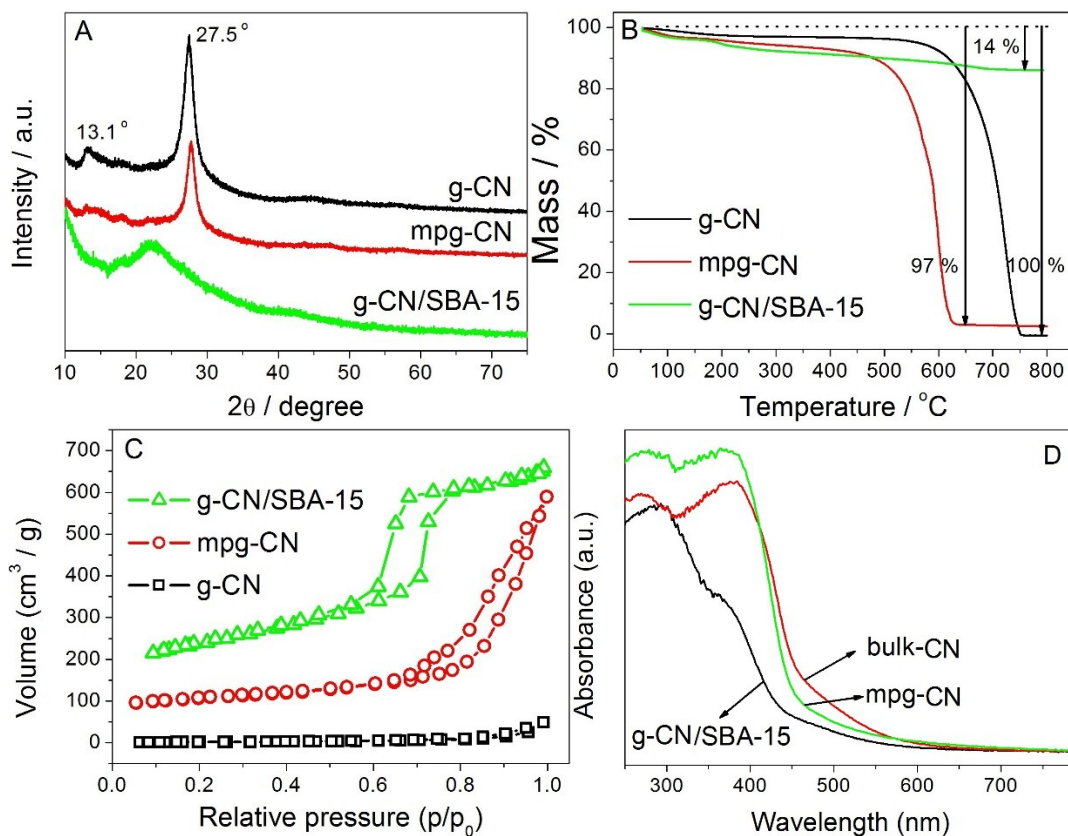 A
27.5 °
13.1 °
g-CN
mpg-CN
g-CN/SBA-15
Intensity / a.u.
10 20 30 40 50 60 70
2θ / degree
B
14 %
97 %
100 %
g-CN
mpg-CN
g-CN/SBA-15
Mass / %
100
80
60
40
20
0
0 100 200 300 400 500 600 700 800
Temperature / °C
C
g-CN/SBA-15
mpg-CN
g-CN
Volume (cm³ / g)
700
600
500
400
300
200
100
0
0.0 0.2 0.4 0.6 0.8 1.0
Relative pressure (p/p₀)
D
bulk-CN
mpg-CN
g-CN/SBA-15
Absorbance (a.u.)
300 400 500 600 700
Wavelength (nm)